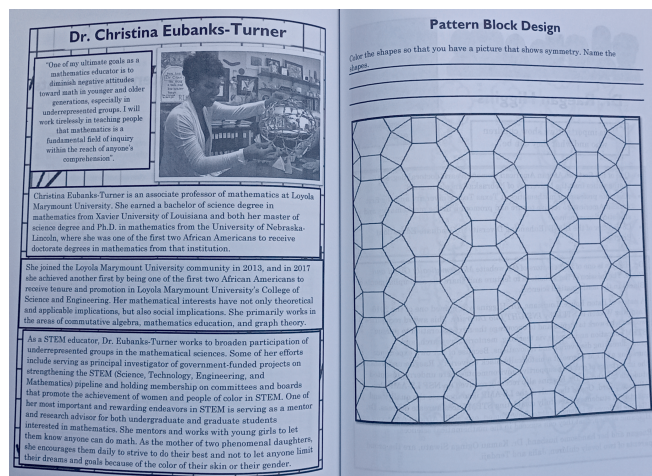 Dr. Christina Eubanks-Turner
"One of my ultimate goals as a
mathematics educator is to
diminish negative attitudes
toward math in younger and older
generations, especially in
underrepresented groups. I will
work tirelessly in teaching people
that mathematics is a
fundamental field of inquiry
within the reach of anyone's
comprehension".
Christina Eubanks-Turner is an associate professor of mathematics at Loyola
Marymount University. She earned a bachelor of science degree in
mathematics from Xavier University of Louisiana and both her master of
science degree and Ph.D. in mathematics from the University of Nebraska-
Lincoln, where she was one of the first two African Americans to receive
doctorate degrees in mathematics from that institution.
She joined the Loyola Marymount University community in 2013, and in 2017
she achieved another first by being one of the first two African Americans to
receive tenure and promotion in Loyola Marymount University's College of
Science and Engineering. Her mathematical interests have not only theoretical
and applicable implications, but also social implications. She primarily works in
the areas of commutative algebra, mathematics education, and graph theory.
As a STEM educator, Dr. Eubanks-Turner works to broaden participation of
underrepresented groups in the mathematical sciences. Some of her efforts
include serving as principal investigator of government-funded projects on
strengthening the STEM (Science, Technology, Engineering, and
Mathematics) pipeline and holding membership on committees and boards
that promote the achievement of women and people of color in STEM. One of
her most important and rewarding endeavors in STEM is serving as a mentor
and research advisor for both undergraduate and graduate students
interested in mathematics. She mentors and works with young girls to let
them know anyone can do math. As the mother of two phenomenal daughters,
she encourages them daily to strive to do their best and not to let anyone limit
their dreams and goals because of the color of their skin or their gender.
Pattern Block Design
Color the shapes so that you have a picture that shows symmetry. Name the
shapes.